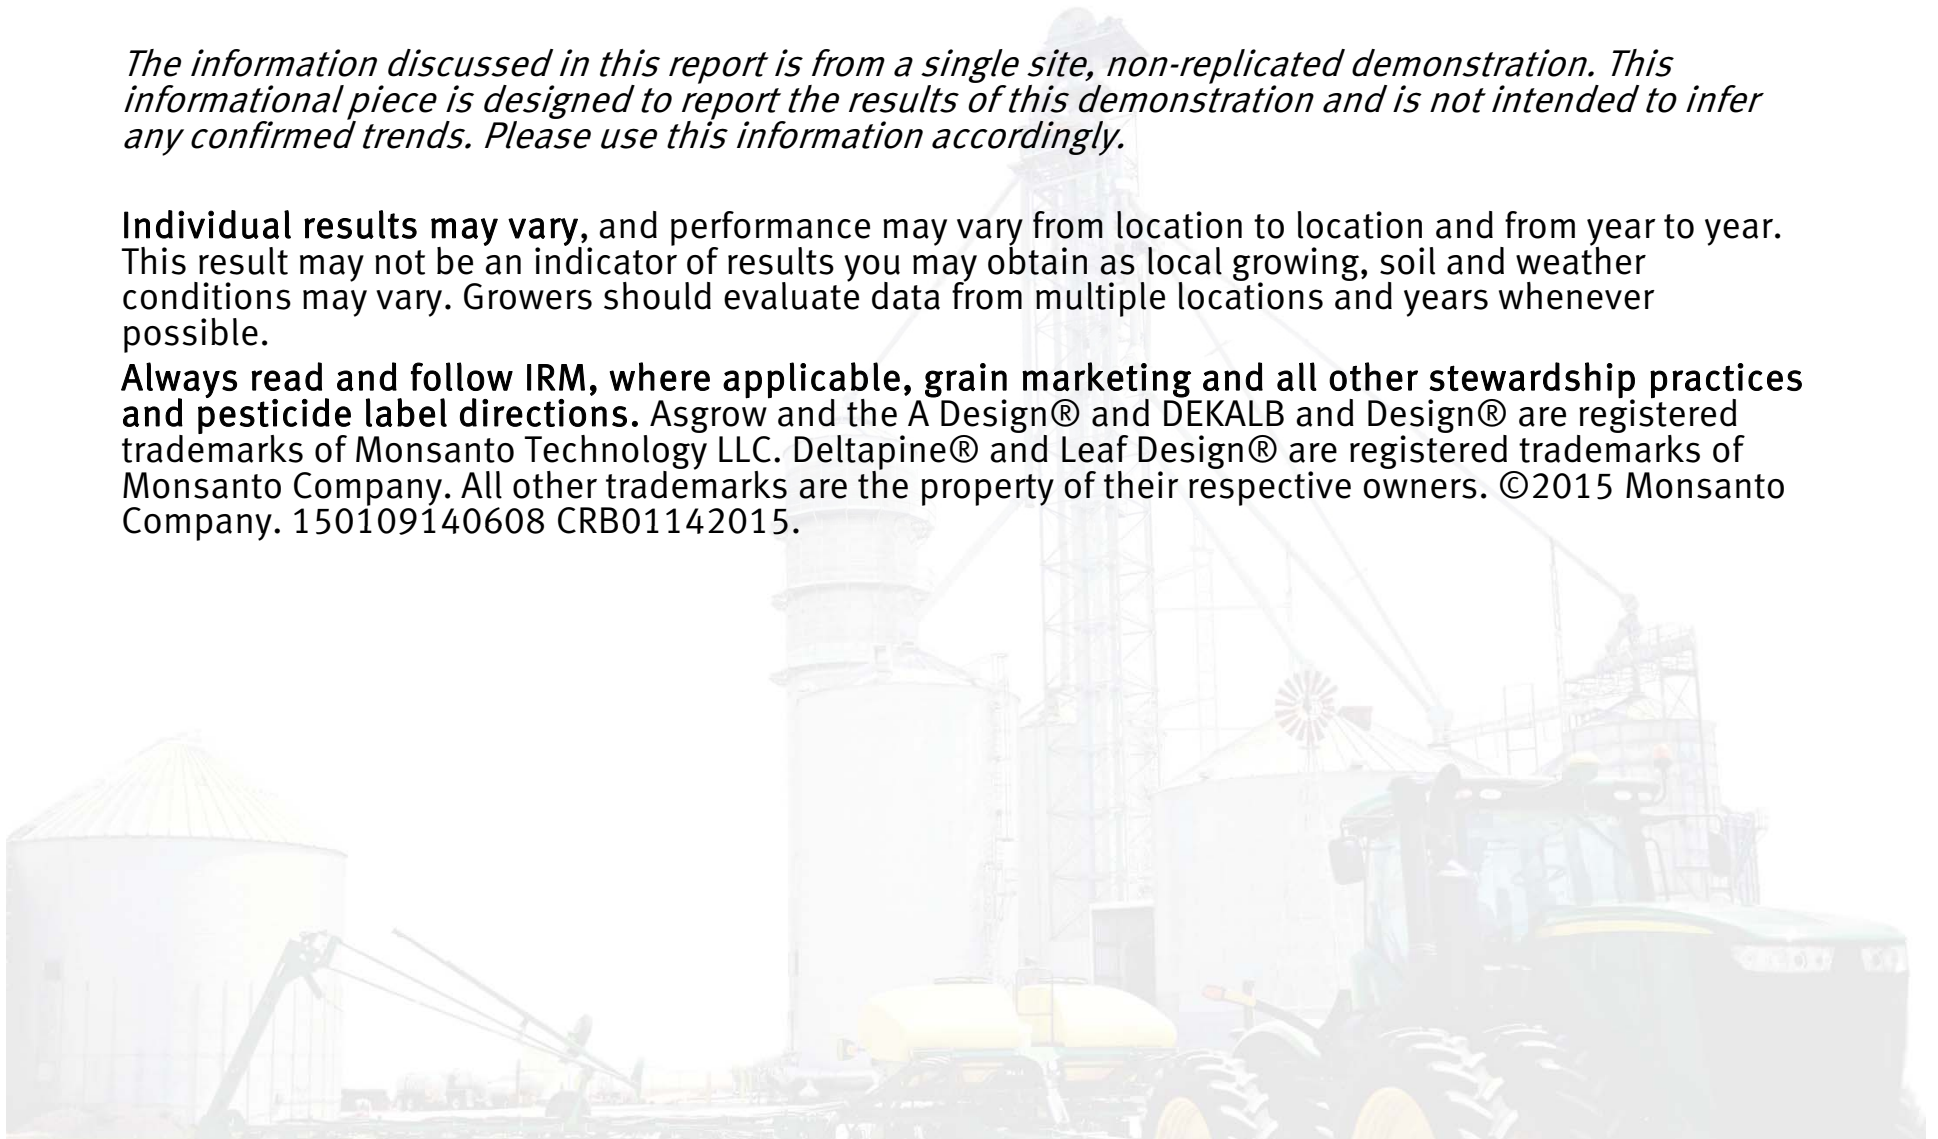 The information discussed in this report is from a single site, non-replicated demonstration. This
informational piece is designed to report the results of this demonstration and is not intended to infer
any confirmed trends. Please use this information accordingly.
Individual results may vary, and performance may vary from location to location and from year to year.
This result may not be an indicator of results you may obtain as local growing, soil and weather
conditions may vary. Growers should evaluate data from multiple locations and years whenever
possible.
Always read and follow IRM, where applicable, grain marketing and all other stewardship practices
and pesticide label directions. Asgrow and the A Design® and DEKALB and Design® are registered
trademarks of Monsanto Technology LLC. Deltapine® and Leaf Design® are registered trademarks of
Monsanto Company. All other trademarks are the property of their respective owners. ©2015 Monsanto
Company. 150109140608 CRB01142015.